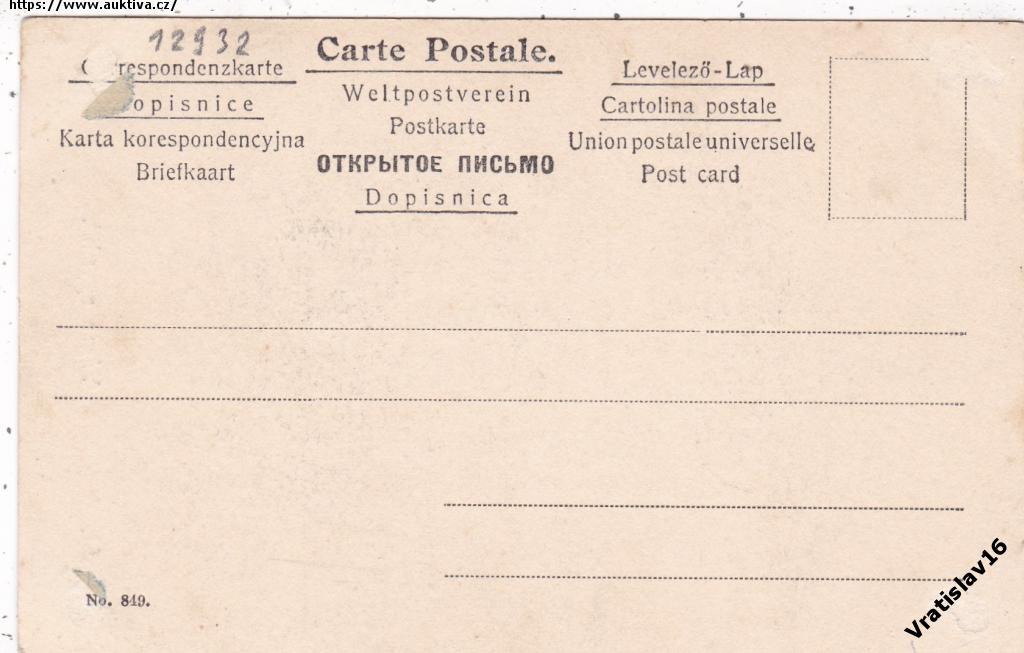 https://www.auktiva.cz/
12932
Carte Postale.
respondenzkarte
Dopisnice
Karta korespondencyjna
Briefkaart
Weltpostverein
Postkarte
ОТКРЫТОЕ ПИСЬМО
Dopisnica
Levelező-Lap
Cartolina postale
Union postale universelle
Post card
No. 849.
Vratislav16